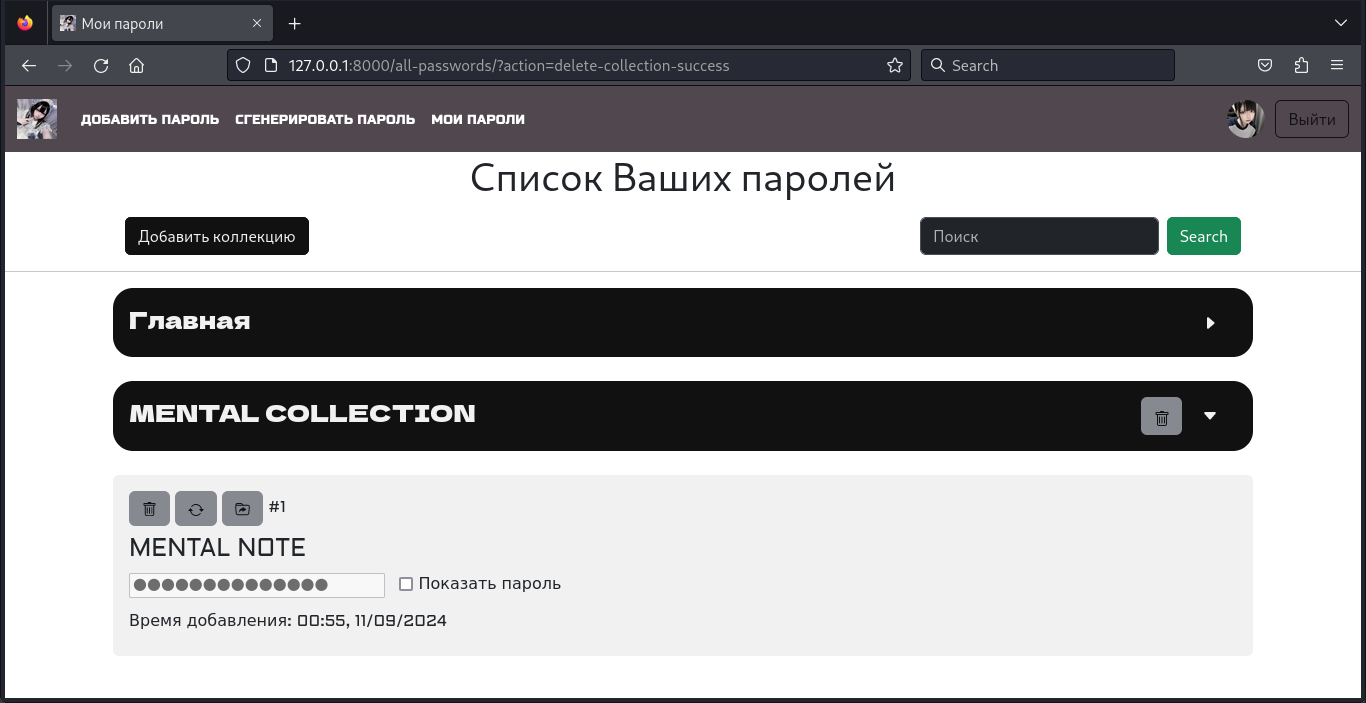 Мои пароли
127.0.0.1:8000/all-passwords/?action=delete-collection-success
Search
ДОБАВИТЬ ПАРОЛЬ СГЕНЕРИРОВАТЬ ПАРОЛЬ МОИ ПАРОЛИ
Выйти
Список Ваших паролей
Добавить коллекцию
Поиск
Search
Главная
MENTAL COLLECTION
#1
MENTAL NOTE
Показать пароль
Время добавления: 00:55, 11/09/2024